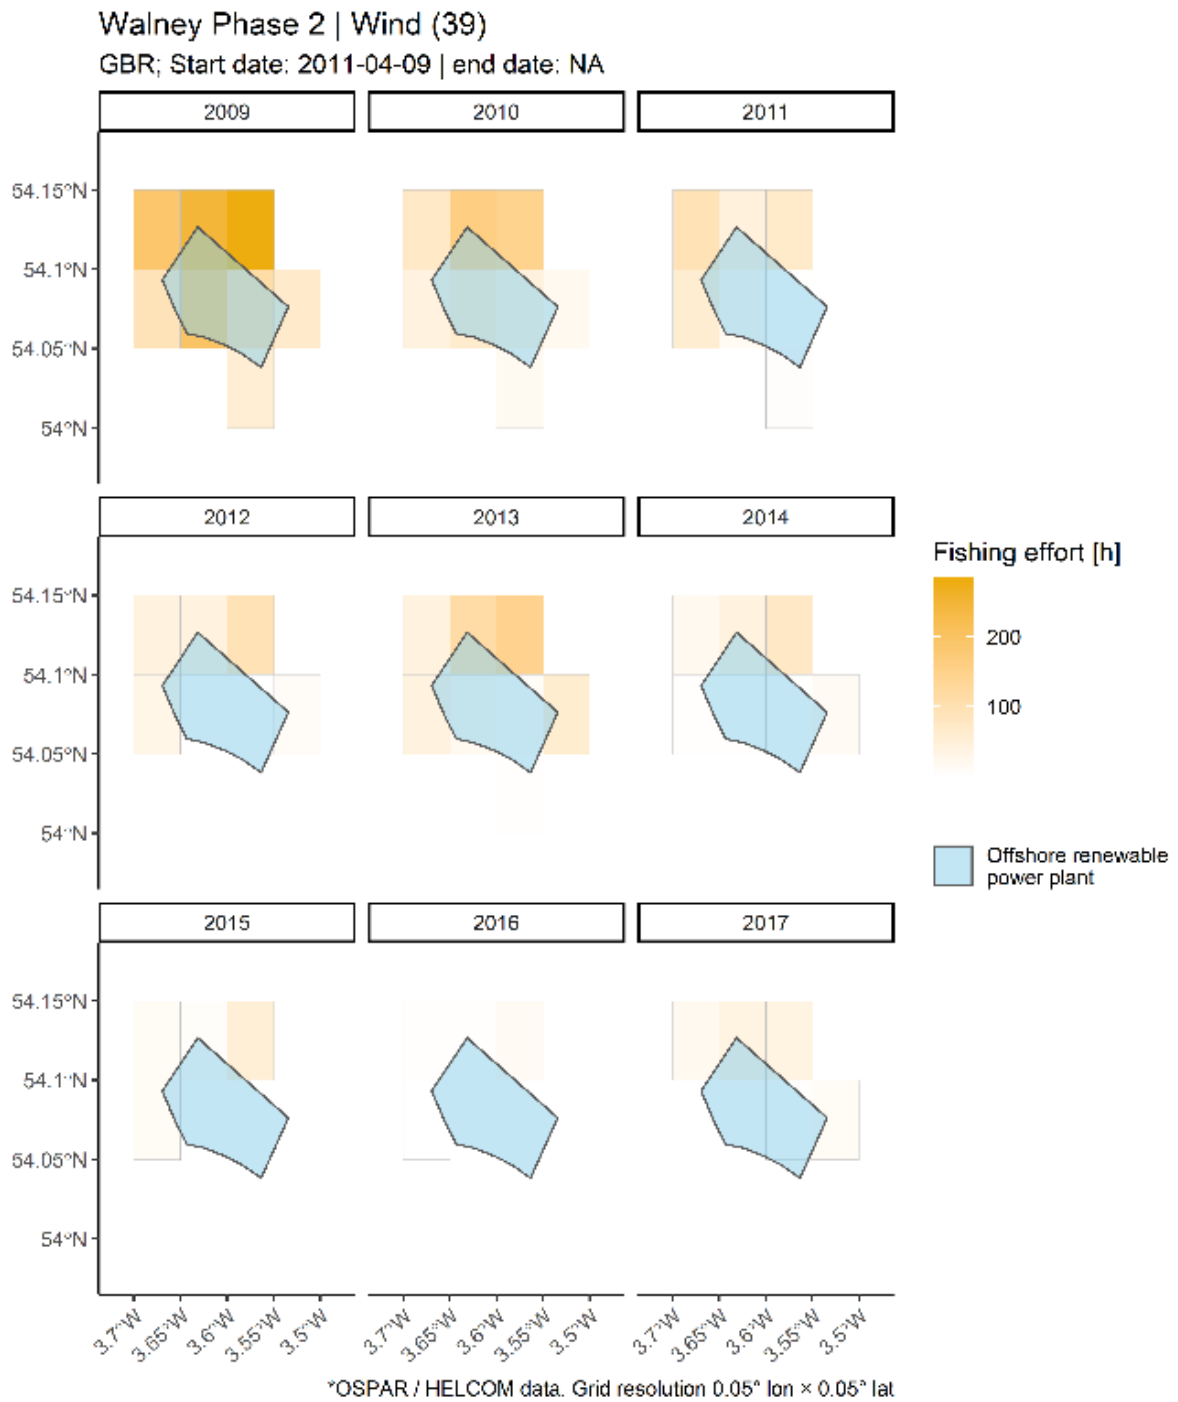 Walney Phase 2 | Wind (39)
GBR; Start date: 2011-04-09 | end date: NA
2009
2010
2011
54.15°N
54.1°N
54.05°N
54°N
2012
2013
2014
54.15°N
54.1°N
54.05°N
54°N
Fishing effort [h]
200
100
Offshore renewable
power plant
2015
2016
2017
54.15°N
54.1°N
54.05°N
54°N
3.7°W 3.65°W 3.6°W 3.55°W 3.5°W
3.7°W 3.65°W 3.6°W 3.55°W 3.5°W
3.7°W 3.65°W 3.6°W 3.55°W 3.5°W
*OSPAR / HELCOM data. Grid resolution 0.05° lon × 0.05° lat